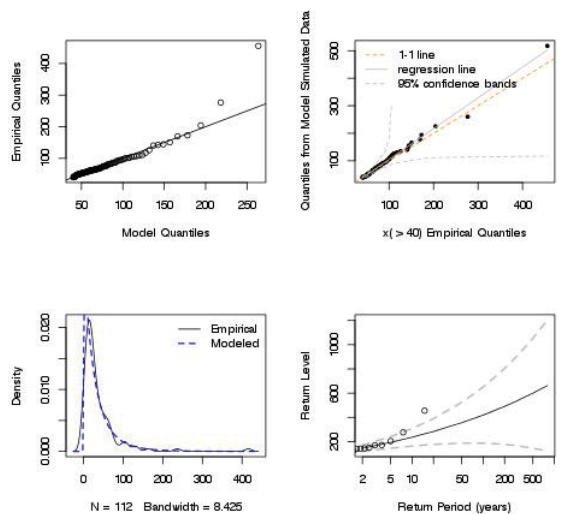 Empirical Quantiles
400
300
200
100
50
100
150
200
250
Model Quantiles
Quantiles from Model Simulated Data
500
300
100
1-1 line
regression line
95% confidence bands
100
200
300
400
x( > 40) Empirical Quantiles
Density
0.020
0.010
0.000
Empirical
Modeled
0
100
200
300
400
N = 112 Bandwidth = 8.425
Return Level
1000
600
200
2
5
10
50
100
200
500
Return Period (years)